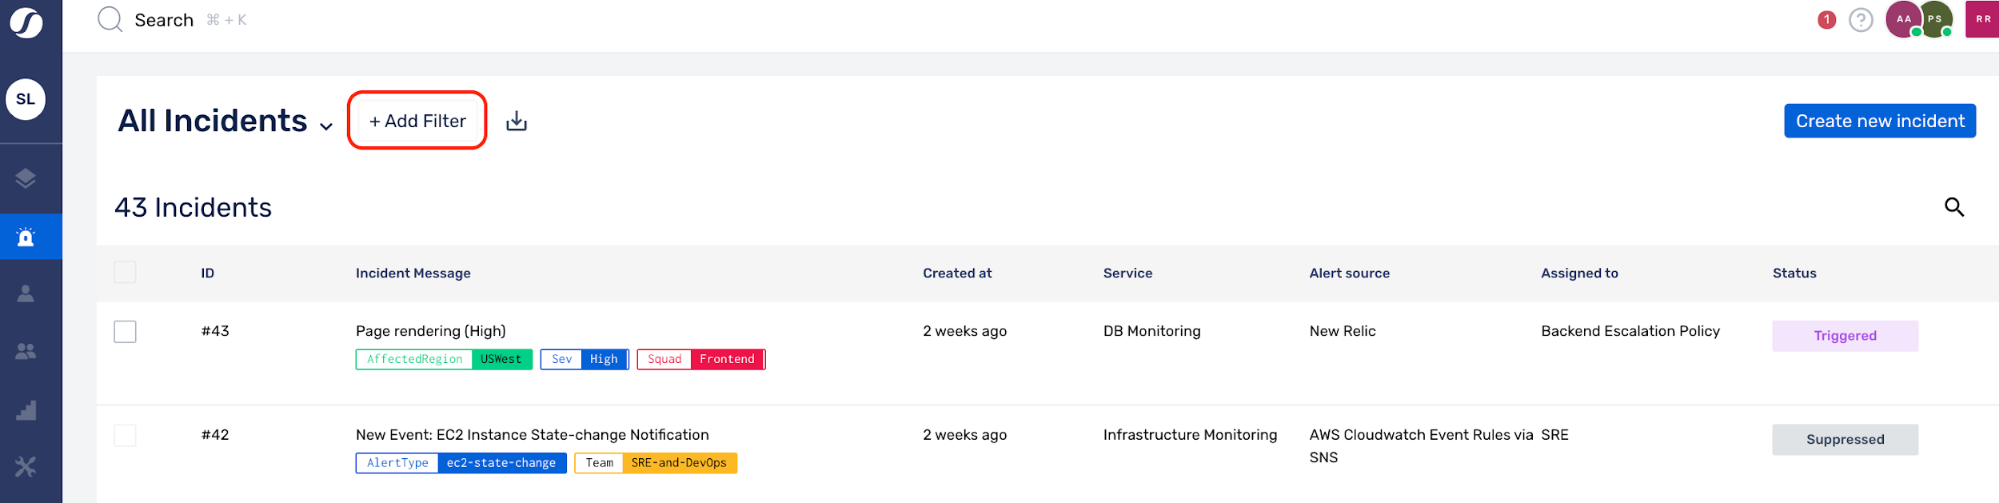 Search ⌘ + K
1 ? AA PS RR
SL
All Incidents + Add Filter
Create new incident
43 Incidents
ID Incident Message Created at Service Alert source Assigned to Status
#43 Page rendering (High) 2 weeks ago DB Monitoring New Relic Backend Escalation Policy Triggered
AffectedRegion USWest Sev High Squad Frontend
#42 New Event: EC2 Instance State-change Notification 2 weeks ago Infrastructure Monitoring AWS Cloudwatch Event Rules via SRE Suppressed
SNS
AlertType ec2-state-change Team SRE-and-DevOps